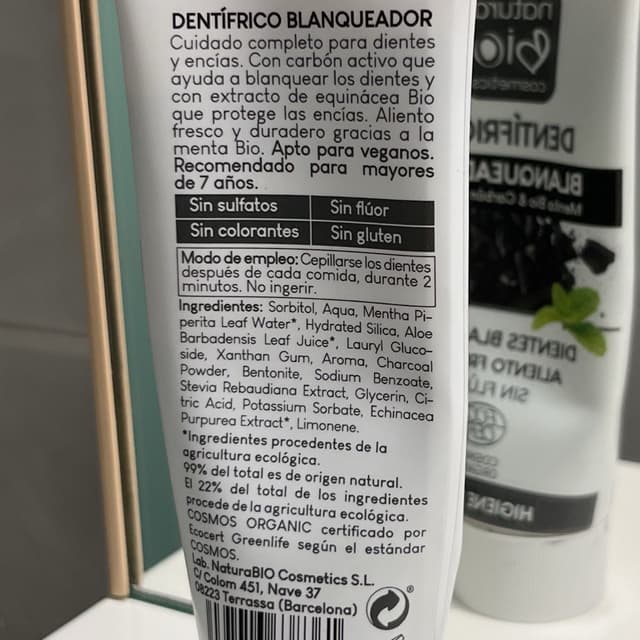 DENTÍFRICO BLANQUEADOR
Cuidado completo para dientes
y encías. Con carbón activo que
ayuda a blanquear los dientes y
con extracto de equinácea Bio
que protege las encías. Aliento
fresco y duradero gracias a la
menta Bio. Apto para veganos.
Recomendado para mayores
de 7 años.
Sin sulfatos
Sin flúor
Sin colorantes
Sin gluten
Modo de empleo: Cepillarse los dientes
después de cada comida, durante 2
minutos. No ingerir.
Ingredientes: Sorbitol, Aqua, Mentha Pi-
perita Leaf Water*, Hydrated Silica, Aloe
Barbadensis Leaf Juice*, Lauryl Gluco-
side, Xanthan Gum, Aroma, Charcoal
Powder, Bentonite, Sodium Benzoate,
Stevia Rebaudiana Extract, Glycerin, Ci-
tric Acid, Potassium Sorbate, Echinacea
Purpurea Extract*, Limonene.
*Ingredientes procedentes de la
agricultura ecológica.
99% del total es de origen natural.
El 22% del total de los ingredientes
procede de la agricultura ecológica.
COSMOS ORGANIC certificado por
Ecocert Greenlife según el estándar
COSMOS.
Lab. NaturaBIO Cosmetics S.L.
C/ Colom 451, Nave 37
08223 Terrassa (Barcelona)
natura
bio
cosmetics
DENTÍFRIC
BLANQUEAD
Menta Bio & Carbón
DIENTES BLA
ALIENTO FR
SIN FLÚ
HIGIENE